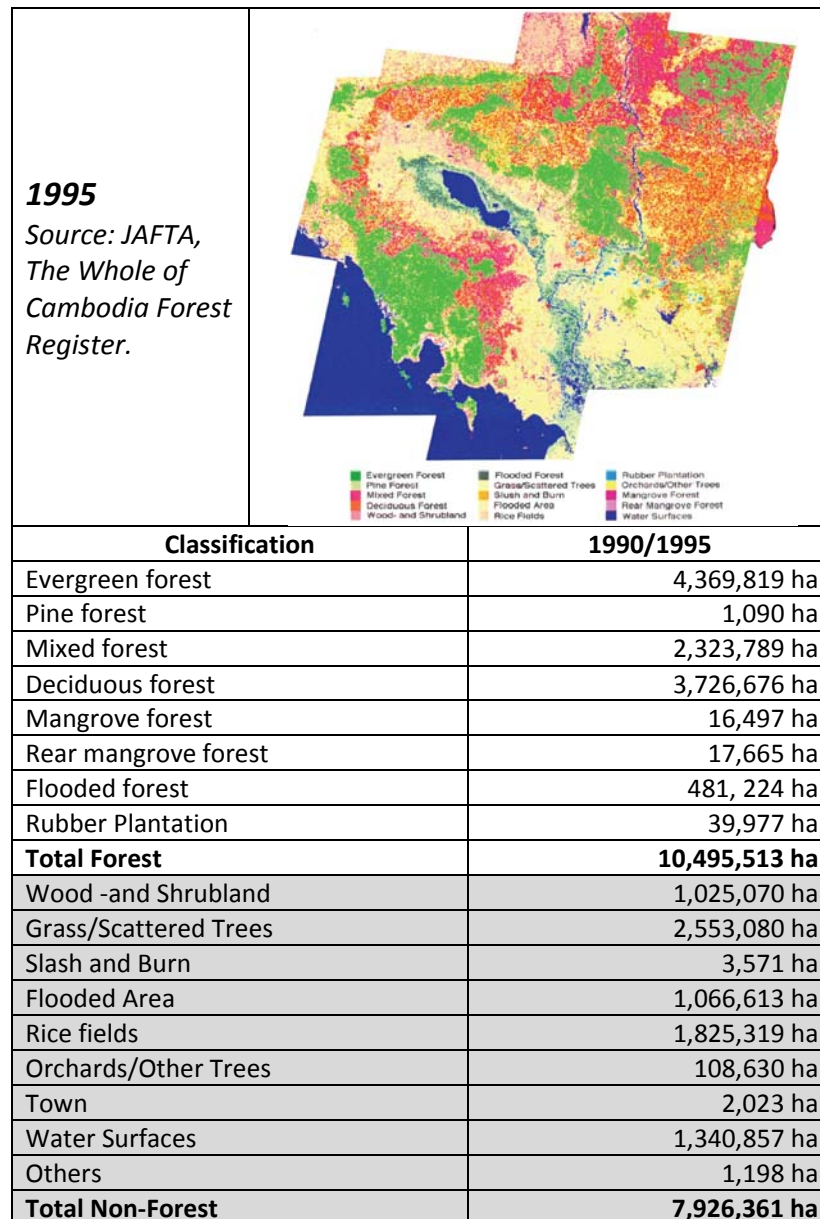 1995
Source: JAFTA,
The Whole of
Cambodia Forest
Register.
Evergreen Forest
Pine Forest
Mixed Forest
Deciduous Forest
Wood- and Shrubland
Flooded Forest
Grass/Scattered Trees
Slush and Burn
Flooded Area
Rice Fields
Rubber Plantation
Orchards/Other Trees
Mangrove Forest
Rear Mangrove Forest
Water Surfaces
Classification 1990/1995
Evergreen forest 4,369,819 ha
Pine forest 1,090 ha
Mixed forest 2,323,789 ha
Deciduous forest 3,726,676 ha
Mangrove forest 16,497 ha
Rear mangrove forest 17,665 ha
Flooded forest 481, 224 ha
Rubber Plantation 39,977 ha
Total Forest 10,495,513 ha
Wood -and Shrubland 1,025,070 ha
Grass/Scattered Trees 2,553,080 ha
Slash and Burn 3,571 ha
Flooded Area 1,066,613 ha
Rice fields 1,825,319 ha
Orchards/Other Trees 108,630 ha
Town 2,023 ha
Water Surfaces 1,340,857 ha
Others 1,198 ha
Total Non-Forest 7,926,361 ha